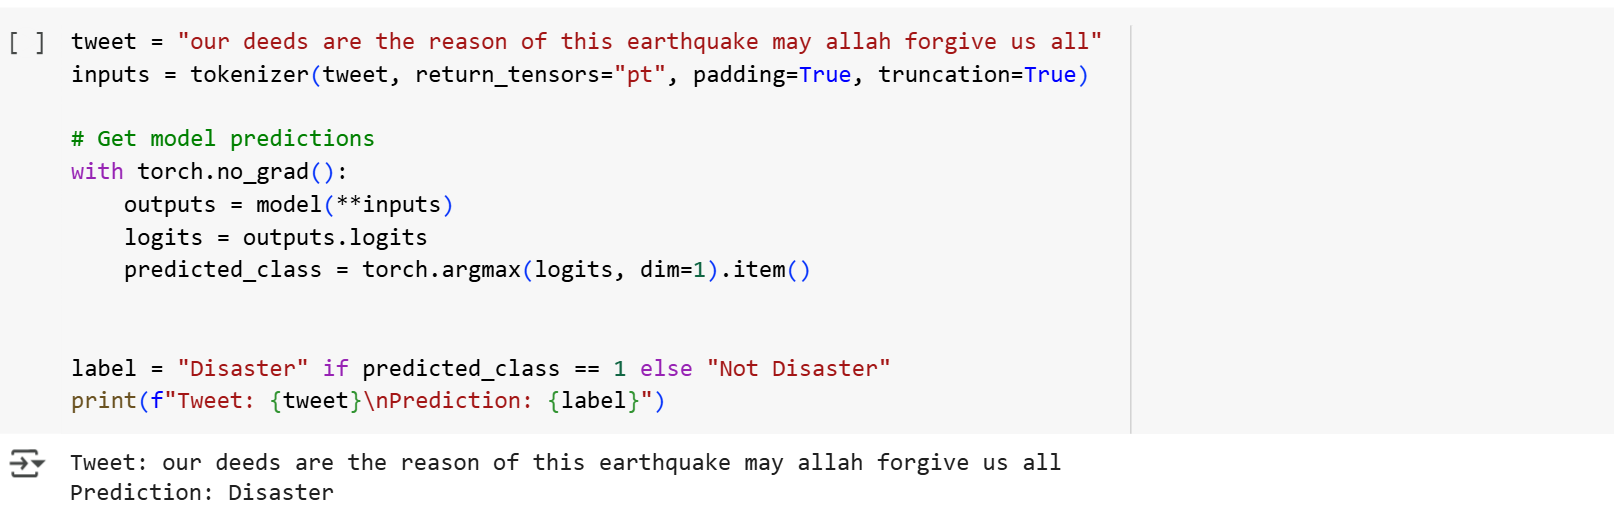 [ ] tweet = "our deeds are the reason of this earthquake may allah forgive us all"
inputs = tokenizer(tweet, return_tensors="pt", padding=True, truncation=True)
# Get model predictions
with torch.no_grad():
    outputs = model(**inputs)
    logits = outputs.logits
    predicted_class = torch.argmax(logits, dim=1).item()
label = "Disaster" if predicted_class == 1 else "Not Disaster"
print(f"Tweet: {tweet}\nPrediction: {label}")
Tweet: our deeds are the reason of this earthquake may allah forgive us all
Prediction: Disaster